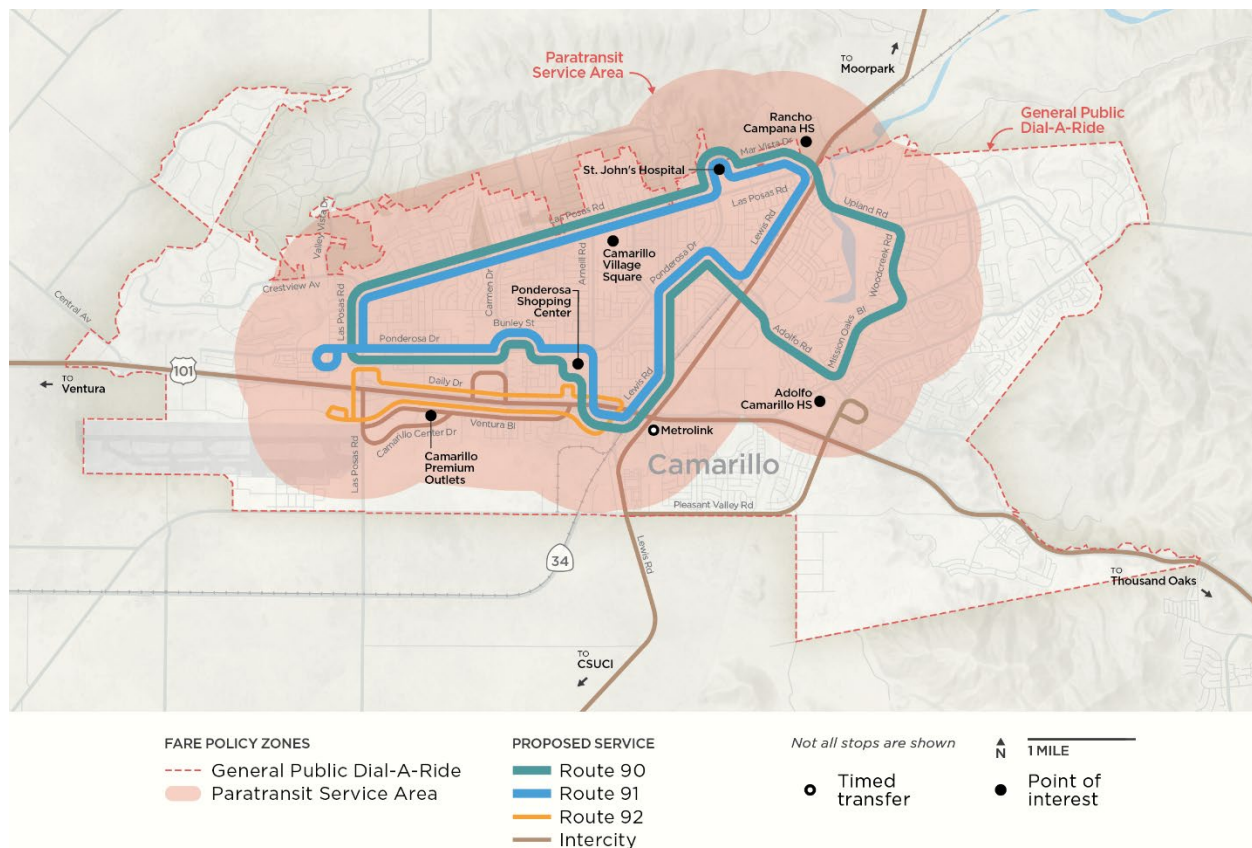 Paratransit
Service Area
TO
Moorpark
Rancho
Campana HS
General Public
Dial-A-Ride
Mar Vista Dr
St. John's Hospital
Las Posas Rd
Upland Rd
Las Posas Rd
Lewis Rd
Valley Vista Dr
Arneill Rd
Camarillo
Village
Square
Ponderosa Dr
Woodcreek Rd
Crestview Av
Carmen Dr
Ponderosa
Shopping
Center
Central Av
Las Posas Rd
Bunley St
Ponderosa Dr
Adolfo Rd
Mission Oaks Bl
101
TO
Ventura
Daily Dr
Lewis Rd
Adolfo
Camarillo HS
Ventura Bl
Camarillo Center Dr
Metrolink
Las Posas Rd
Camarillo
Premium
Outlets
Camarillo
Pleasant Valley Rd
34
Lewis Rd
TO
Thousand Oaks
TO
CSUCI
FARE POLICY ZONES
General Public Dial-A-Ride
Paratransit Service Area
PROPOSED SERVICE
Route 90
Route 91
Route 92
Intercity
Not all stops are shown
N
1 MILE
Timed
transfer
Point of
interest